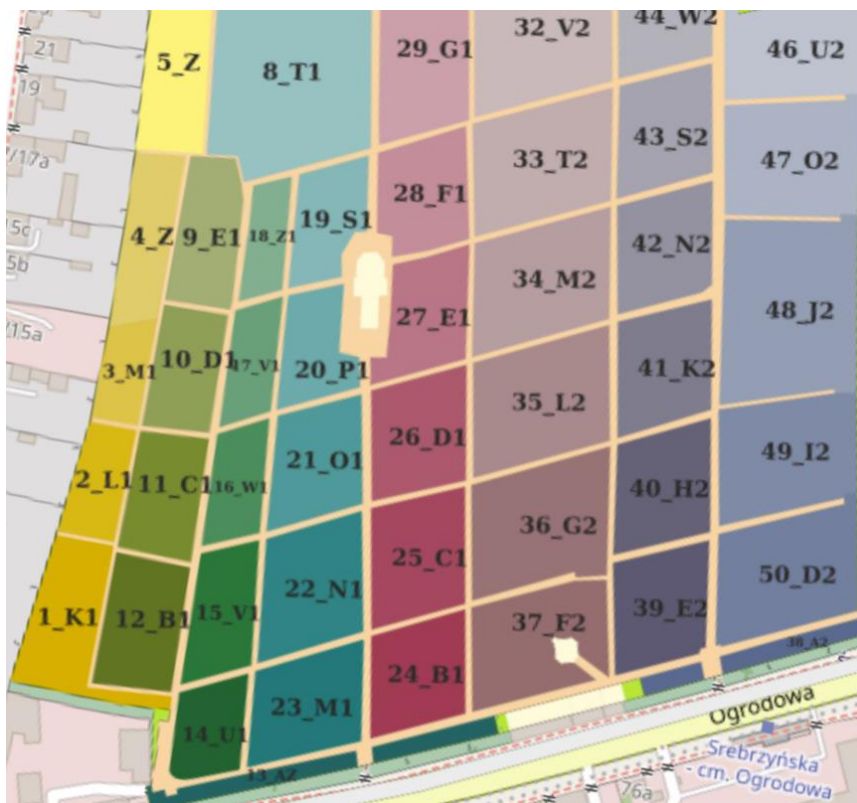 21
19
/17a
15c
5b
/15a
5_Z
8_T1
29_G1
32_V2
44_W2
46_U2
4_Z
9_E1
18_Z1
19_S1
28_F1
33_T2
43_S2
47_O2
3_M1
10_D1
17_V1
20_P1
27_E1
34_M2
42_N2
48_J2
2_L1
11_C1
16_W1
21_O1
26_D1
35_L2
41_K2
49_I2
1_K1
12_B1
15_V1
22_N1
25_C1
36_G2
40_H2
50_D2
14_U1
23_M1
24_B1
37_F2
39_E2
38_A2
13_AZ
Ogrodowa
Srebrzyńska
- cm. Ogrodowa
76a